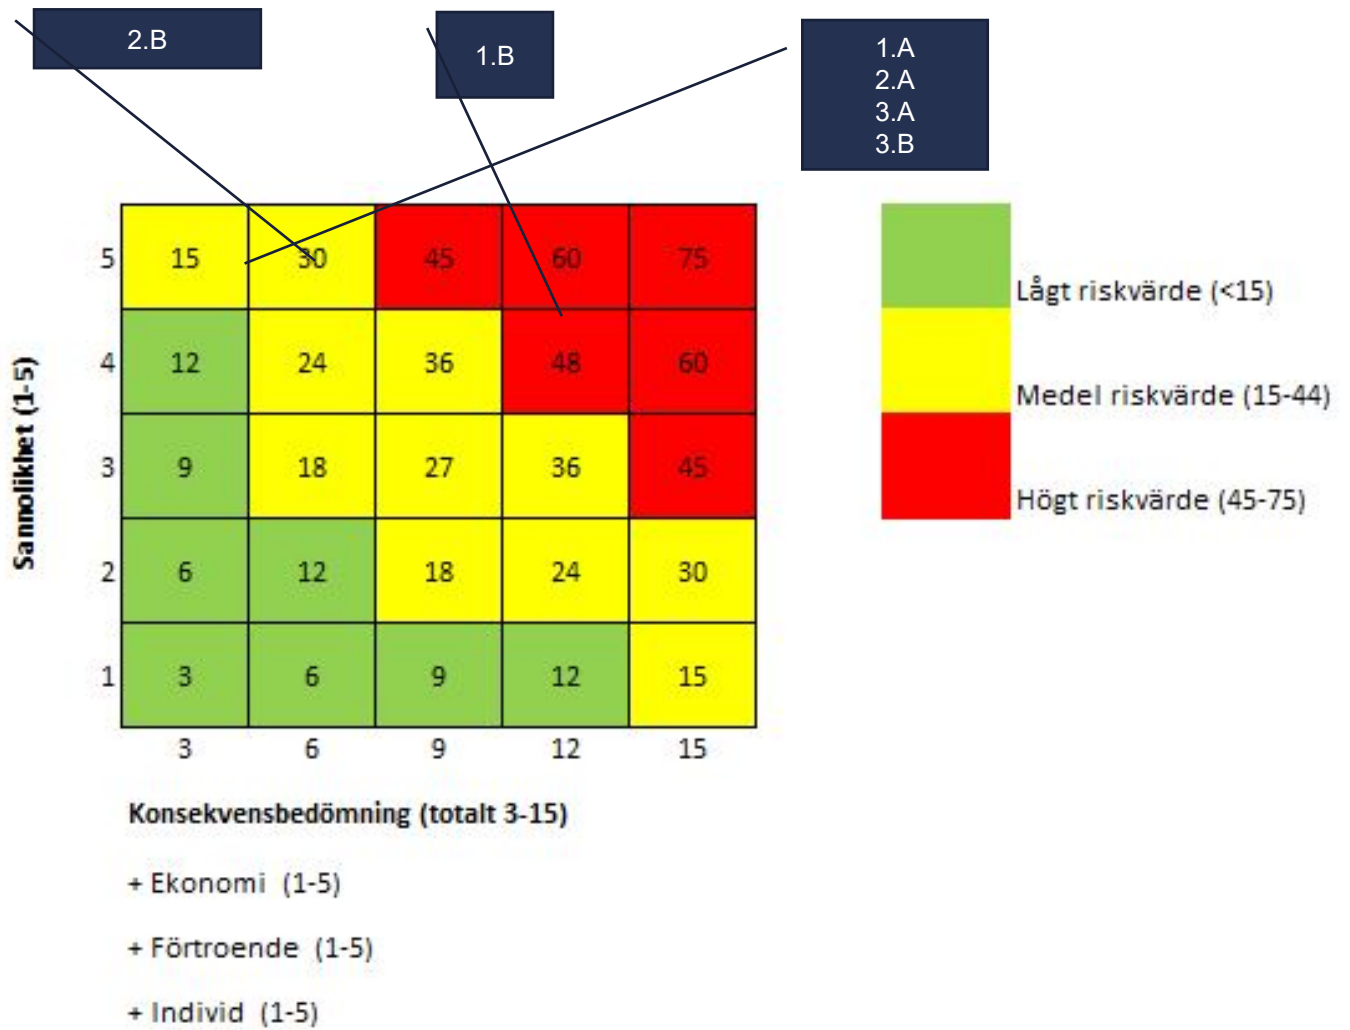 2.B
1.B
1.A
2.A
3.A
3.B
Sannolikhet (1-5)
5 15 30 45 60 75
4 12 24 36 48 60
3 9 18 27 36 45
2 6 12 18 24 30
1 3 6 9 12 15
3 6 9 12 15
Lågt riskvärde (<15)
Medel riskvärde (15-44)
Högt riskvärde (45-75)
Konsekvensbedömning (totalt 3-15)
+ Ekonomi (1-5)
+ Förtroende (1-5)
+ Individ (1-5)